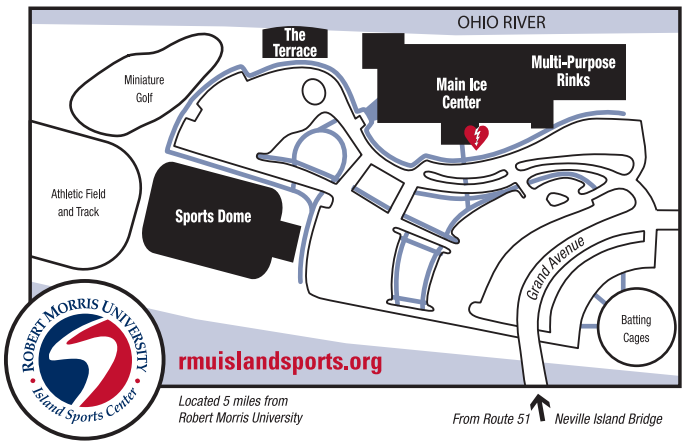 OHIO RIVER
The
Terrace
Multi-Purpose
Rinks
Main Ice
Center
Miniature
Golf
Athletic Field
and Track
Sports Dome
Grand Avenue
Batting
Cages
ROBERT MORRIS UNIVERSITY
Island Sports Center
rmuislandsports.org
Located 5 miles from
Robert Morris University
From Route 51
Neville Island Bridge